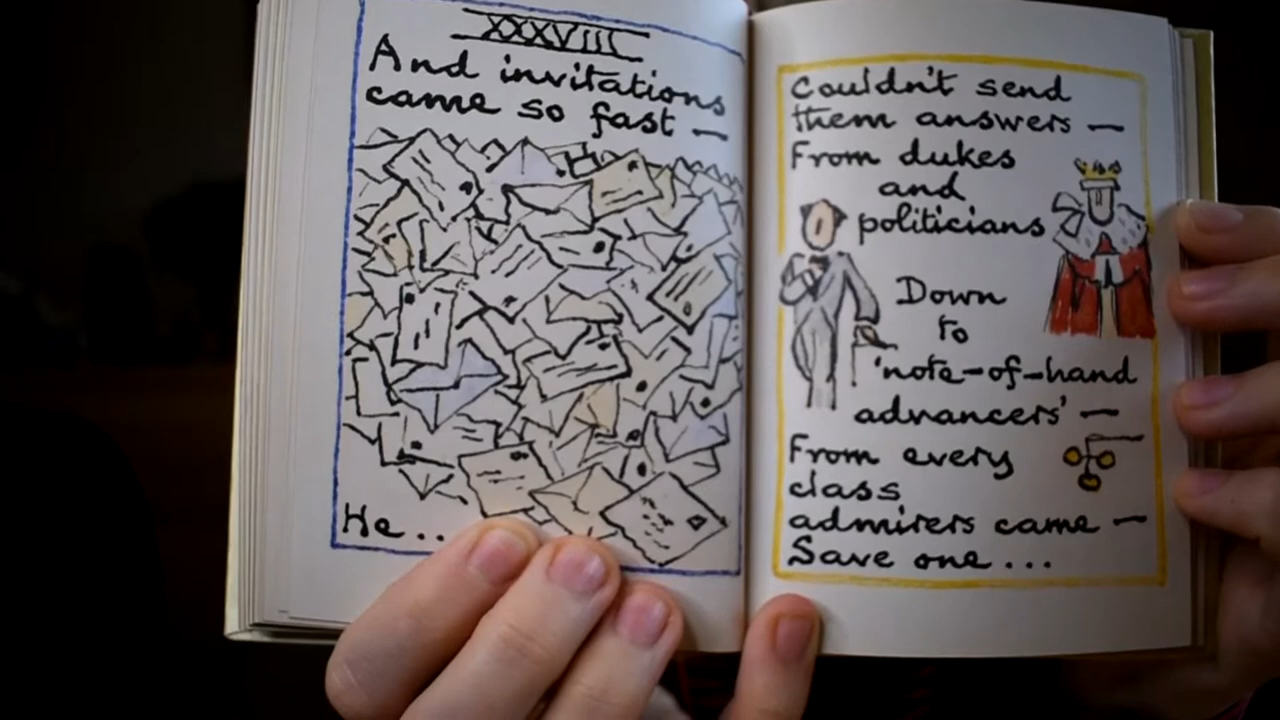 XXXVIII
And invitations
came so fast —
He...
Couldn't send
them answers —
From dukes
and
politicians
Down
to
'note-of-hand
advancers' —
From every
class
admirers came —
Save one...